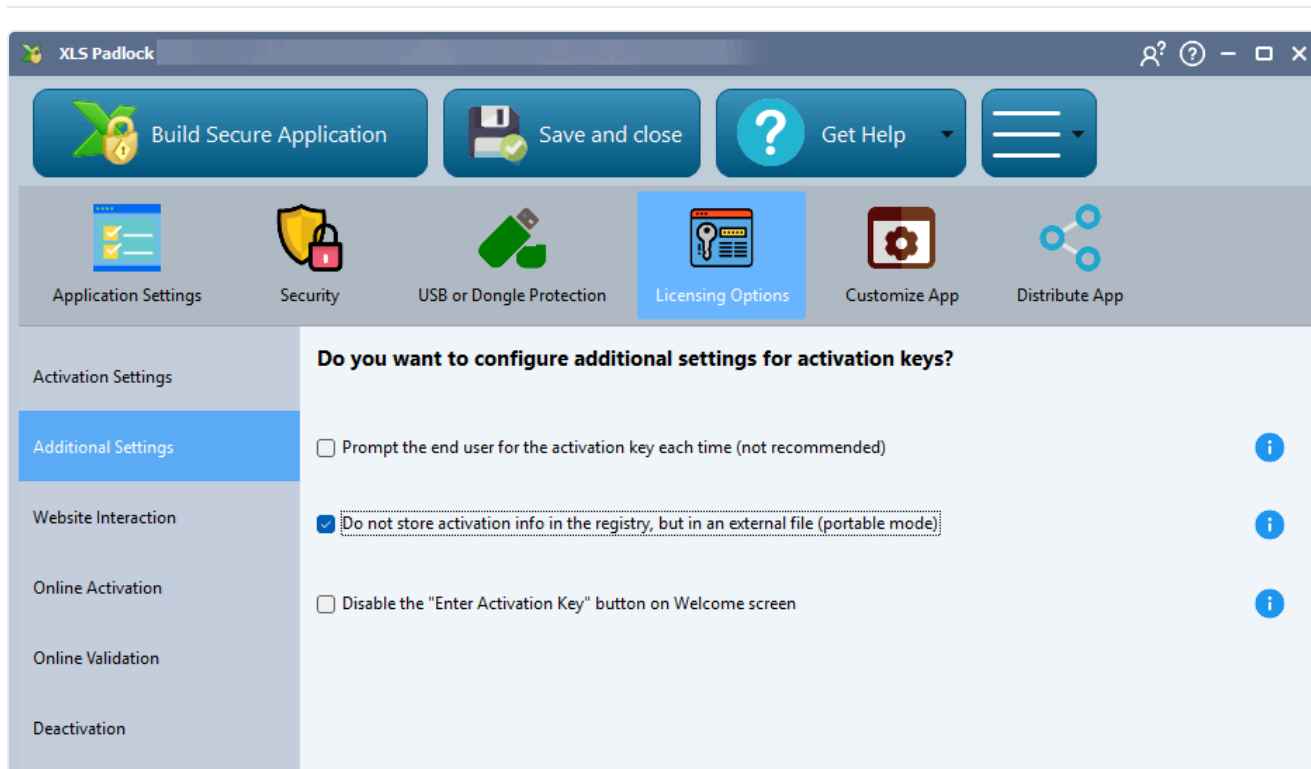 XLS Padlock
Build Secure Application
Save and close
Get Help
Application Settings
Security
USB or Dongle Protection
Licensing Options
Customize App
Distribute App
Activation Settings
Additional Settings
Website Interaction
Online Activation
Online Validation
Deactivation
Do you want to configure additional settings for activation keys?
Prompt the end user for the activation key each time (not recommended)
Do not store activation info in the registry, but in an external file (portable mode)
Disable the "Enter Activation Key" button on Welcome screen